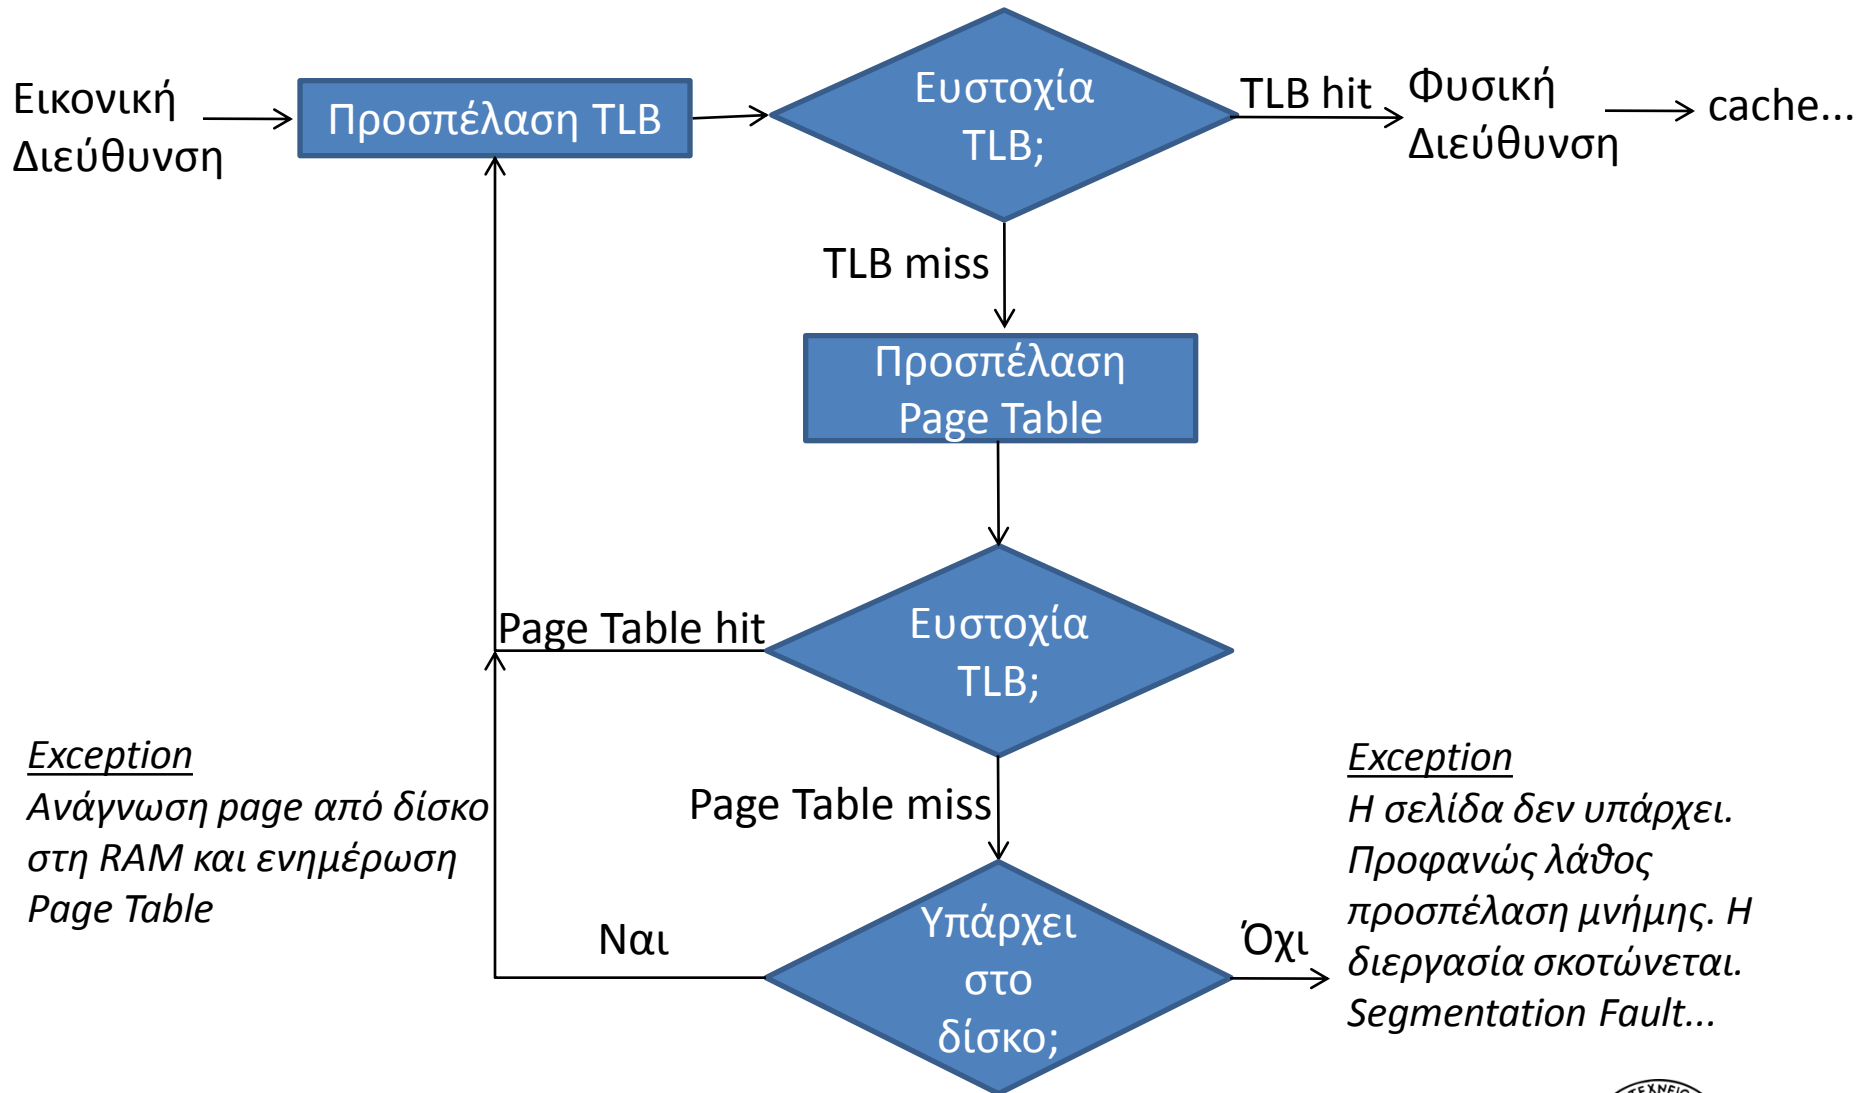 Εικονική
Διεύθυνση
Προσπέλαση TLB
Ευστοχία
TLB;
TLB hit
Φυσική
Διεύθυνση
cache...
TLB miss
Προσπέλαση
Page Table
Page Table hit
Ευστοχία
TLB;
Exception
Ανάγνωση page από δίσκο
στη RAM και ενημέρωση
Page Table
Page Table miss
Ναι
Υπάρχει
στο
δίσκο;
Όχι
Exception
Η σελίδα δεν υπάρχει.
Προφανώς λάθος
προσπέλαση μνήμης. Η
διεργασία σκοτώνεται.
Segmentation Fault...